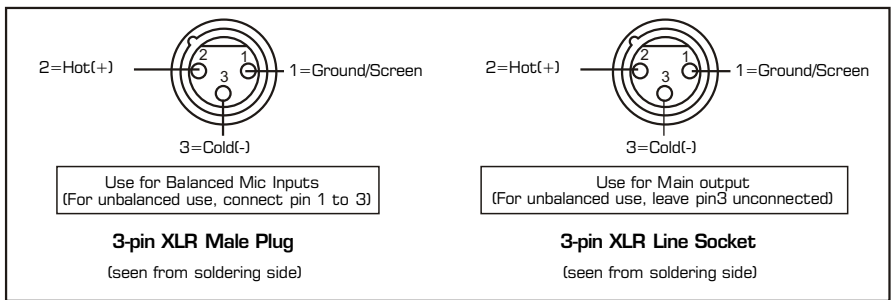 2=Hot(+)
2
1
3
1=Ground/Screen
3=Cold(-)
Use for Balanced Mic Inputs
(For unbalanced use, connect pin 1 to 3)
3-pin XLR Male Plug
(seen from soldering side)
2=Hot(+)
2
1
3
1=Ground/Screen
3=Cold(-)
Use for Main output
(For unbalanced use, leave pin3 unconnected)
3-pin XLR Line Socket
(seen from soldering side)